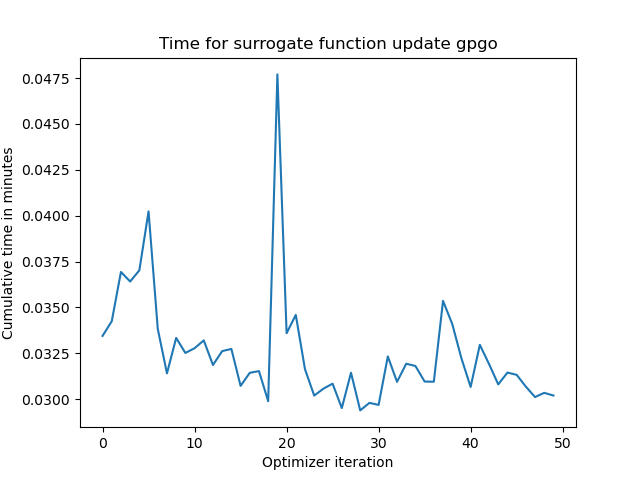 Time for surrogate function update gpgo
Cumulative time in minutes
0.0475
0.0450
0.0425
0.0400
0.0375
0.0350
0.0325
0.0300
0 10 20 30 40 50
Optimizer iteration